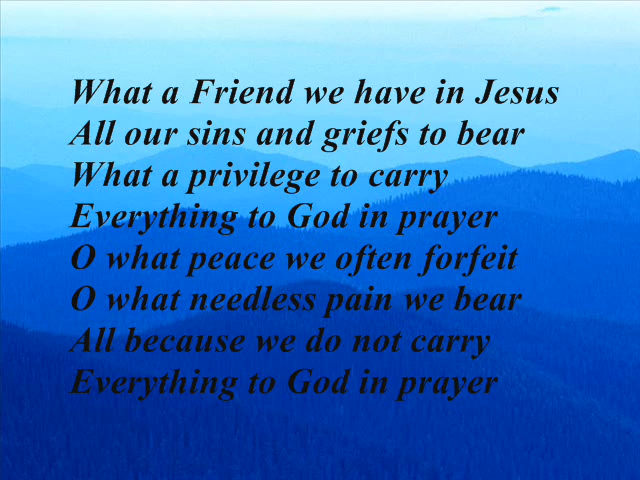 What a Friend we have in Jesus
All our sins and griefs to bear
What a privilege to carry
Everything to God in prayer
O what peace we often forfeit
O what needless pain we bear
All because we do not carry
Everything to God in prayer